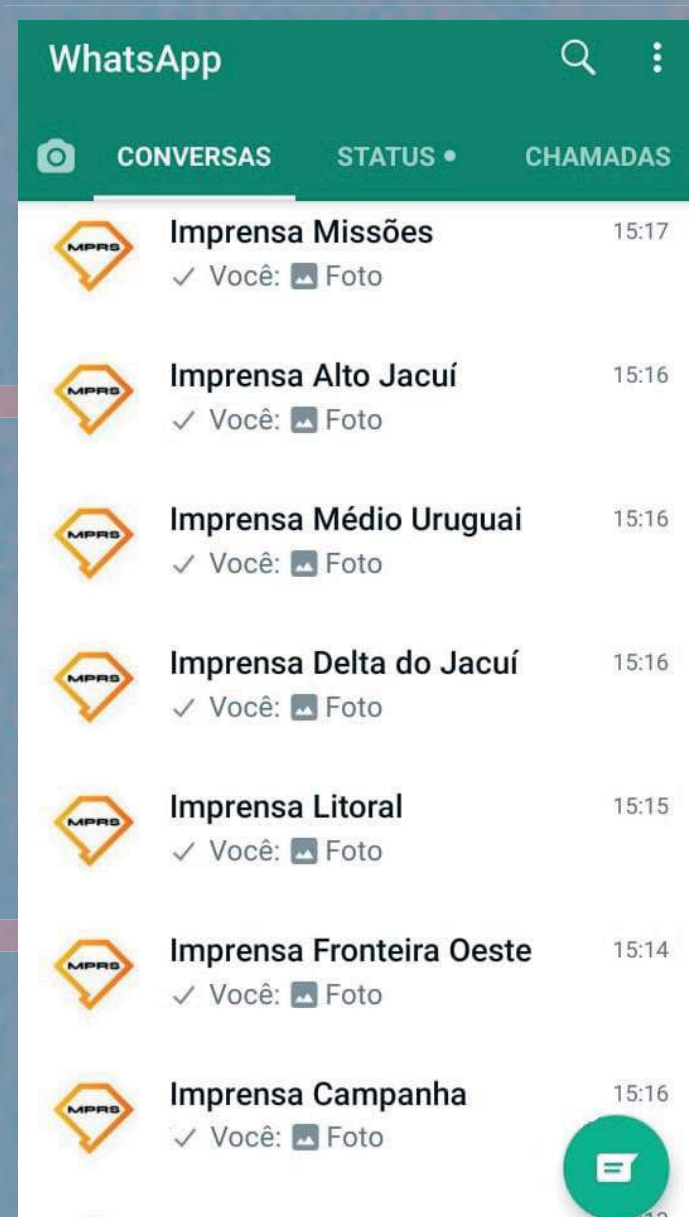 WhatsApp
CONVERSAS STATUS • CHAMADAS
MPRS Imprensa Missões 15:17
Você: Foto
MPRS Imprensa Alto Jacuí 15:16
Você: Foto
MPRS Imprensa Médio Uruguai 15:16
Você: Foto
MPRS Imprensa Delta do Jacuí 15:16
Você: Foto
MPRS Imprensa Litoral 15:15
Você: Foto
MPRS Imprensa Fronteira Oeste 15:14
Você: Foto
MPRS Imprensa Campanha 15:16
Você: Foto